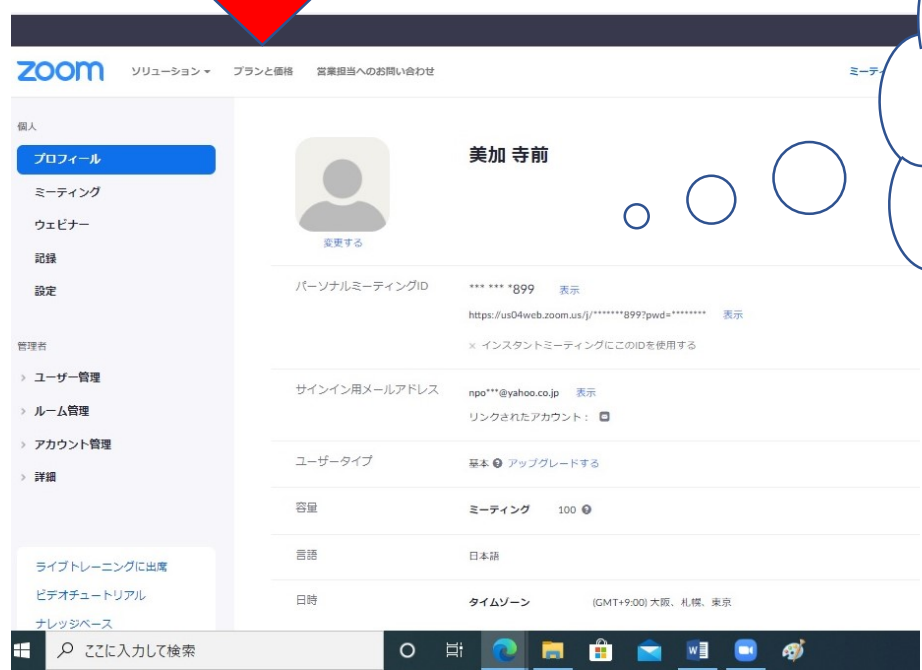 zoom ソリューション プランと価格 営業担当へのお問い合わせ
個人
プロフィール
ミーティング
ウェビナー
記録
設定
管理者
ユーザー管理
ルーム管理
アカウント管理
詳細
ライブトレーニングに出席
ビデオチュートリアル
ナレッジベース
美加 寺前
変更する
パーソナルミーティングID *** *** *899 表示
https://us04web.zoom.us/j/*******899?pwd=******** 表示
× インスタントミーティングにこのIDを使用する
サインイン用メールアドレス npo***@yahoo.co.jp 表示
リンクされたアカウント：
ユーザータイプ 基本 アップグレードする
容量 ミーティング 100
言語 日本語
日時 タイムゾーン (GMT+9:00) 大阪、札幌、東京
ここに入力して検索